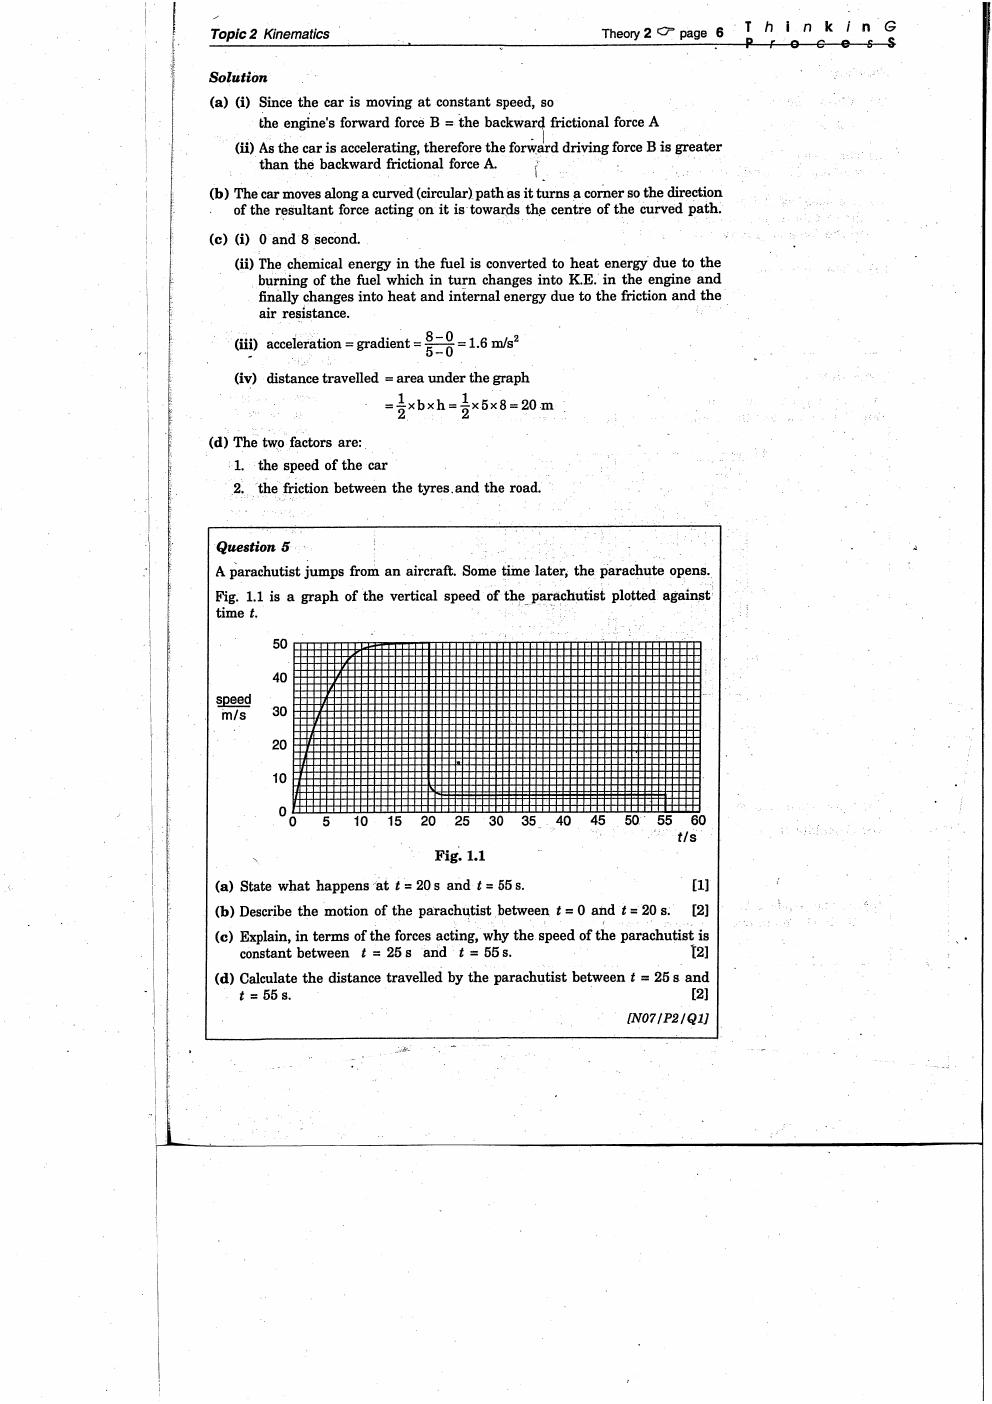 Topic 2 Kinematics
Theory 2 ☞ page 6
T h i n k i n G
P r o c e s S
Solution
(a) (i) Since the car is moving at constant speed, so
the engine's forward force B = the backward frictional force A
(ii) As the car is accelerating, therefore the forward driving force B is greater
than the backward frictional force A.
(b) The car moves along a curved (circular) path as it turns a corner so the direction
of the resultant force acting on it is towards the centre of the curved path.
(c) (i) 0 and 8 second.
(ii) The chemical energy in the fuel is converted to heat energy due to the
burning of the fuel which in turn changes into K.E. in the engine and
finally changes into heat and internal energy due to the friction and the
air resistance.
(iii) acceleration = gradient = 8−0/5−0 = 1.6 m/s²
(iv) distance travelled = area under the graph
= 1/2 × b × h = 1/2 × 5 × 8 = 20 m
(d) The two factors are:
1. the speed of the car
2. the friction between the tyres and the road.
Question 5
A parachutist jumps from an aircraft. Some time later, the parachute opens.
Fig. 1.1 is a graph of the vertical speed of the parachutist plotted against
time t.
50
40
speed
m/s
30
20
10
0
0 5 10 15 20 25 30 35 40 45 50 55 60
t/s
Fig. 1.1
(a) State what happens at t = 20 s and t = 55 s. [1]
(b) Describe the motion of the parachutist between t = 0 and t = 20 s. [2]
(c) Explain, in terms of the forces acting, why the speed of the parachutist is
constant between t = 25 s and t = 55 s. [2]
(d) Calculate the distance travelled by the parachutist between t = 25 s and
t = 55 s. [2]
[N07/P2/Q1]